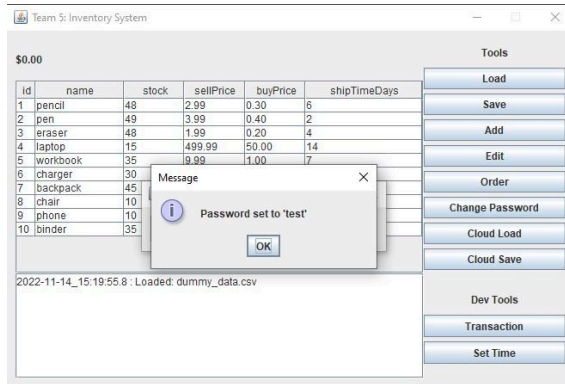 Team 5: Inventory System
$0.00
id name stock sellPrice buyPrice shipTimeDays
1 pencil 48 2.99 0.30 6
2 pen 49 3.99 0.40 2
3 eraser 48 1.99 0.20 4
4 laptop 15 499.99 50.00 14
5 workbook 35 9.99 1.00 7
6 charger 30
7 backpack 45
8 chair 10
9 phone 10
10 binder 35
Message
Password set to 'test'
OK
2022-11-14_15:19:55.8 : Loaded: dummy_data.csv
Tools
Load
Save
Add
Edit
Order
Change Password
Cloud Load
Cloud Save
Dev Tools
Transaction
Set Time